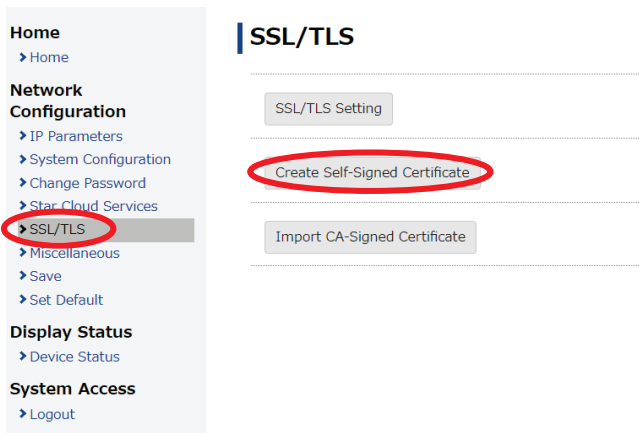 Home
Home
Network
Configuration
IP Parameters
System Configuration
Change Password
Star Cloud Services
SSL/TLS
Miscellaneous
Save
Set Default
Display Status
Device Status
System Access
Logout
SSL/TLS
SSL/TLS Setting
Create Self-Signed Certificate
Import CA-Signed Certificate